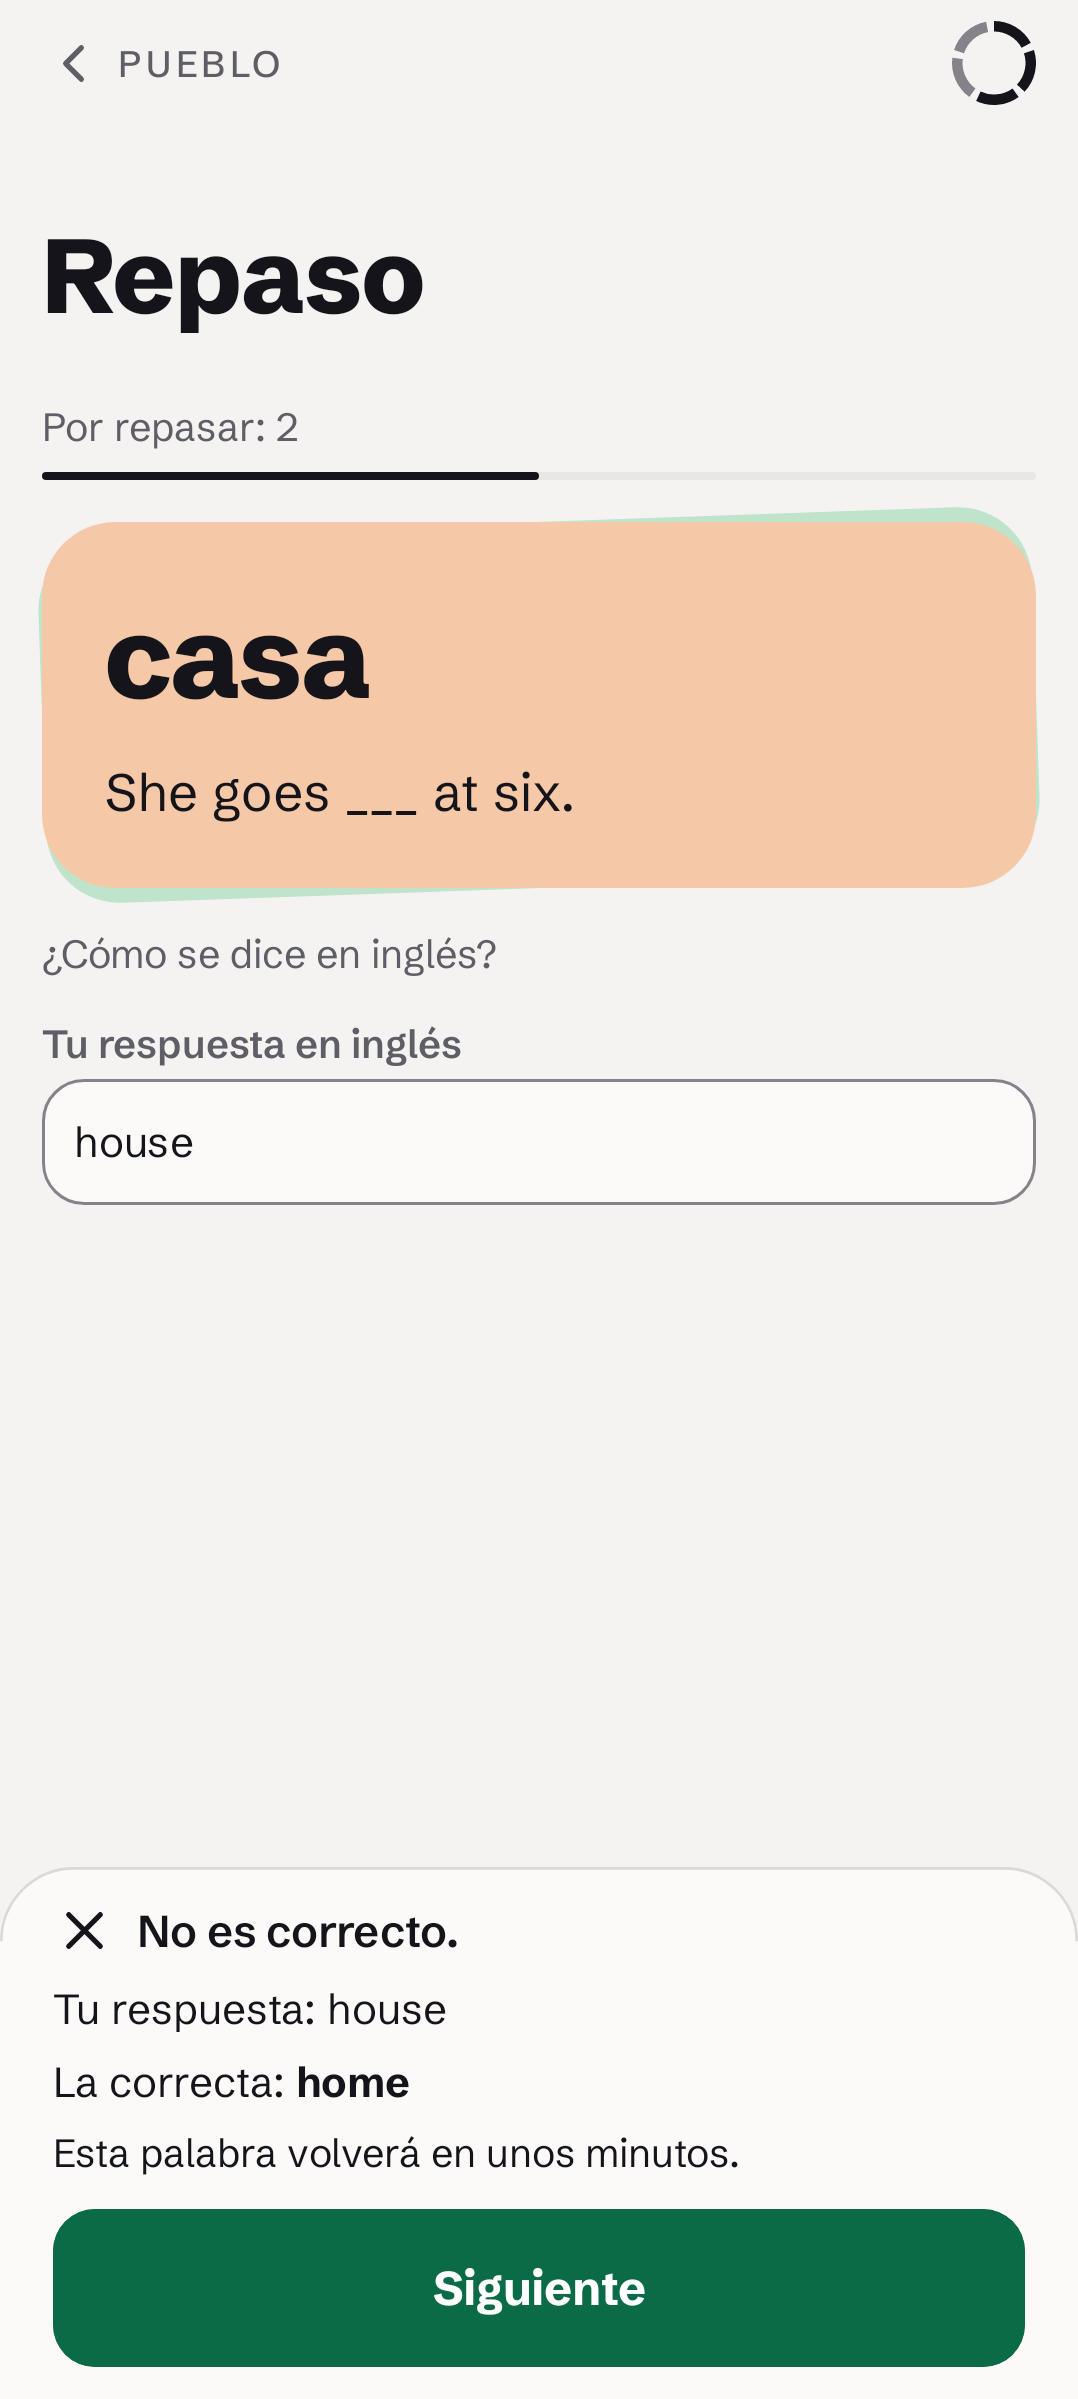 PUEBLO
Repaso
Por repasar: 2
casa
She goes ___ at six.
¿Cómo se dice en inglés?
Tu respuesta en inglés
house
No es correcto.
Tu respuesta: house
La correcta: home
Esta palabra volverá en unos minutos.
Siguiente